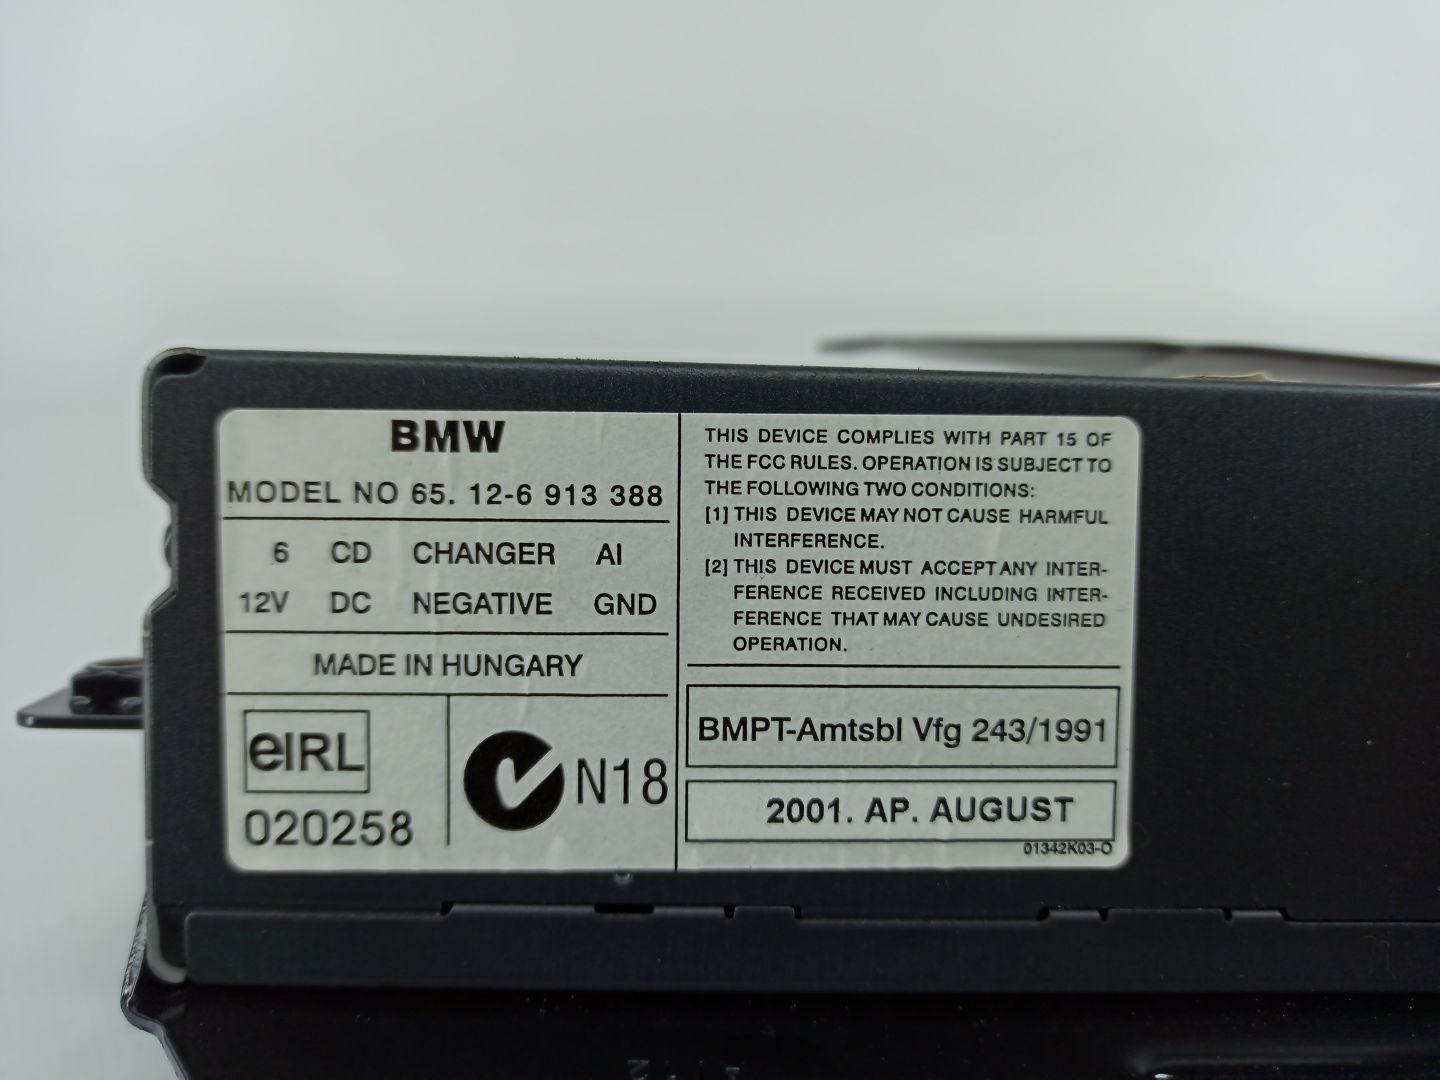 BMW
MODEL NO 65. 12-6 913 388
6 CD CHANGER AI
12V DC NEGATIVE GND
MADE IN HUNGARY
eIRL
020258
N18
THIS DEVICE COMPLIES WITH PART 15 OF
THE FCC RULES. OPERATION IS SUBJECT TO
THE FOLLOWING TWO CONDITIONS:
[1] THIS DEVICE MAY NOT CAUSE HARMFUL
INTERFERENCE.
[2] THIS DEVICE MUST ACCEPT ANY INTER-
FERENCE RECEIVED INCLUDING INTER-
FERENCE THAT MAY CAUSE UNDESIRED
OPERATION.
BMPT-Amtsbl Vfg 243/1991
2001. AP. AUGUST
01342K03-O